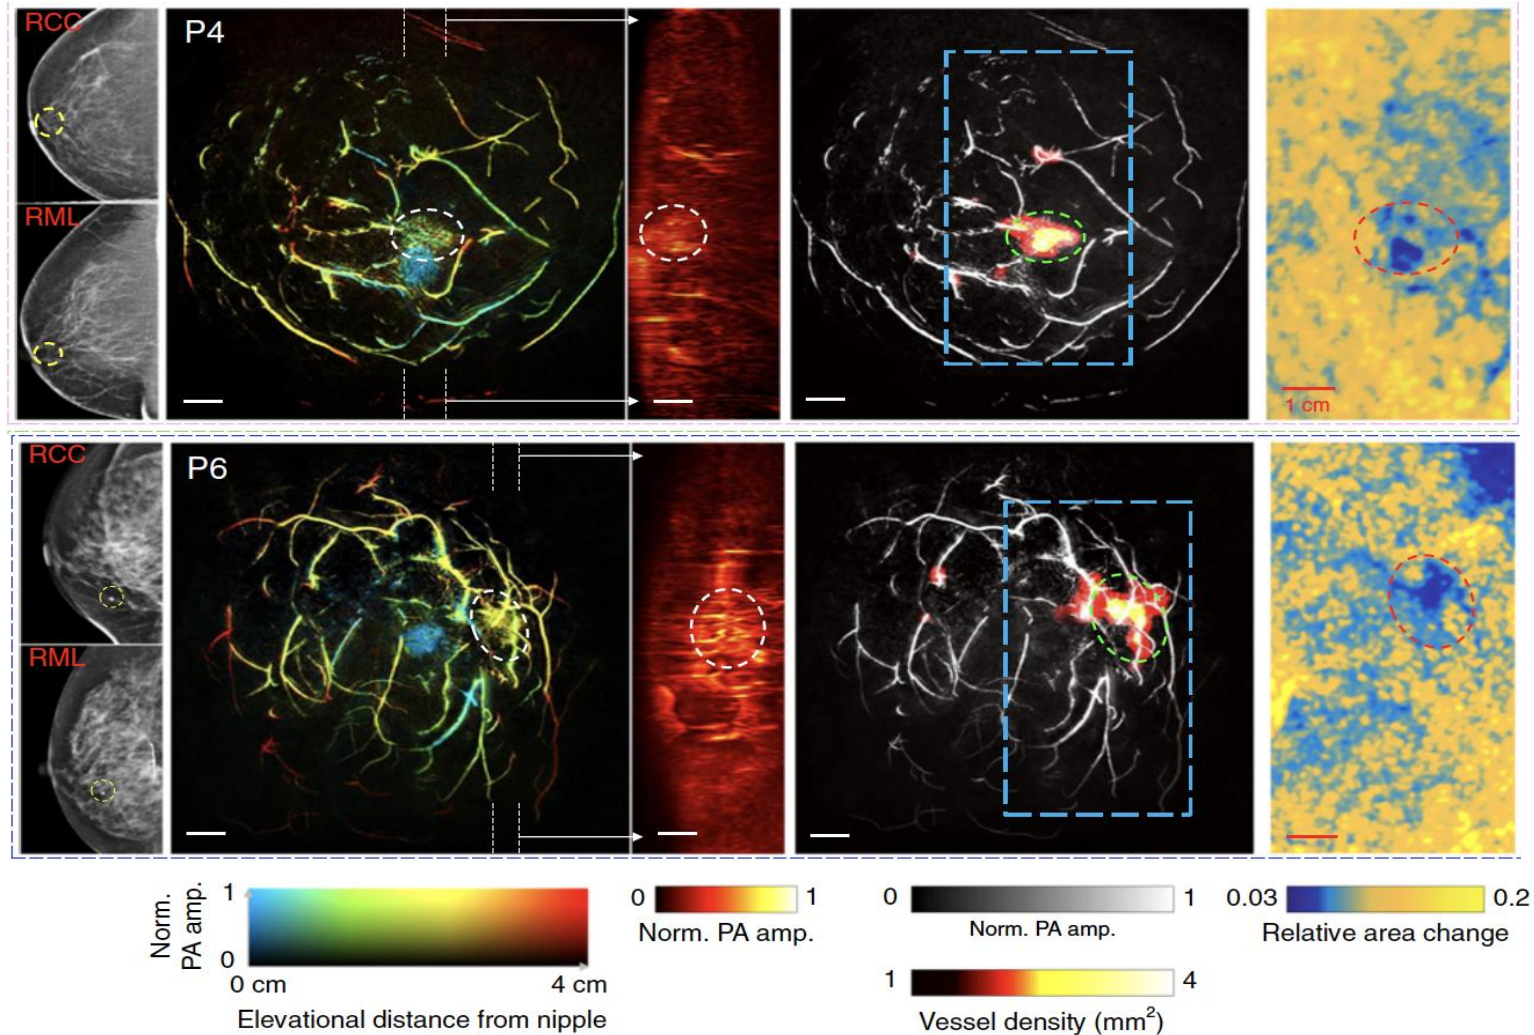 RCC
P4
RML
1 cm
RCC
P6
RML
1
0
Norm.
PA amp.
0 cm
4 cm
Elevational distance from nipple
0
1
Norm. PA amp.
0
1
Norm. PA amp.
1
4
Vessel density (mm²)
0.03
0.2
Relative area change